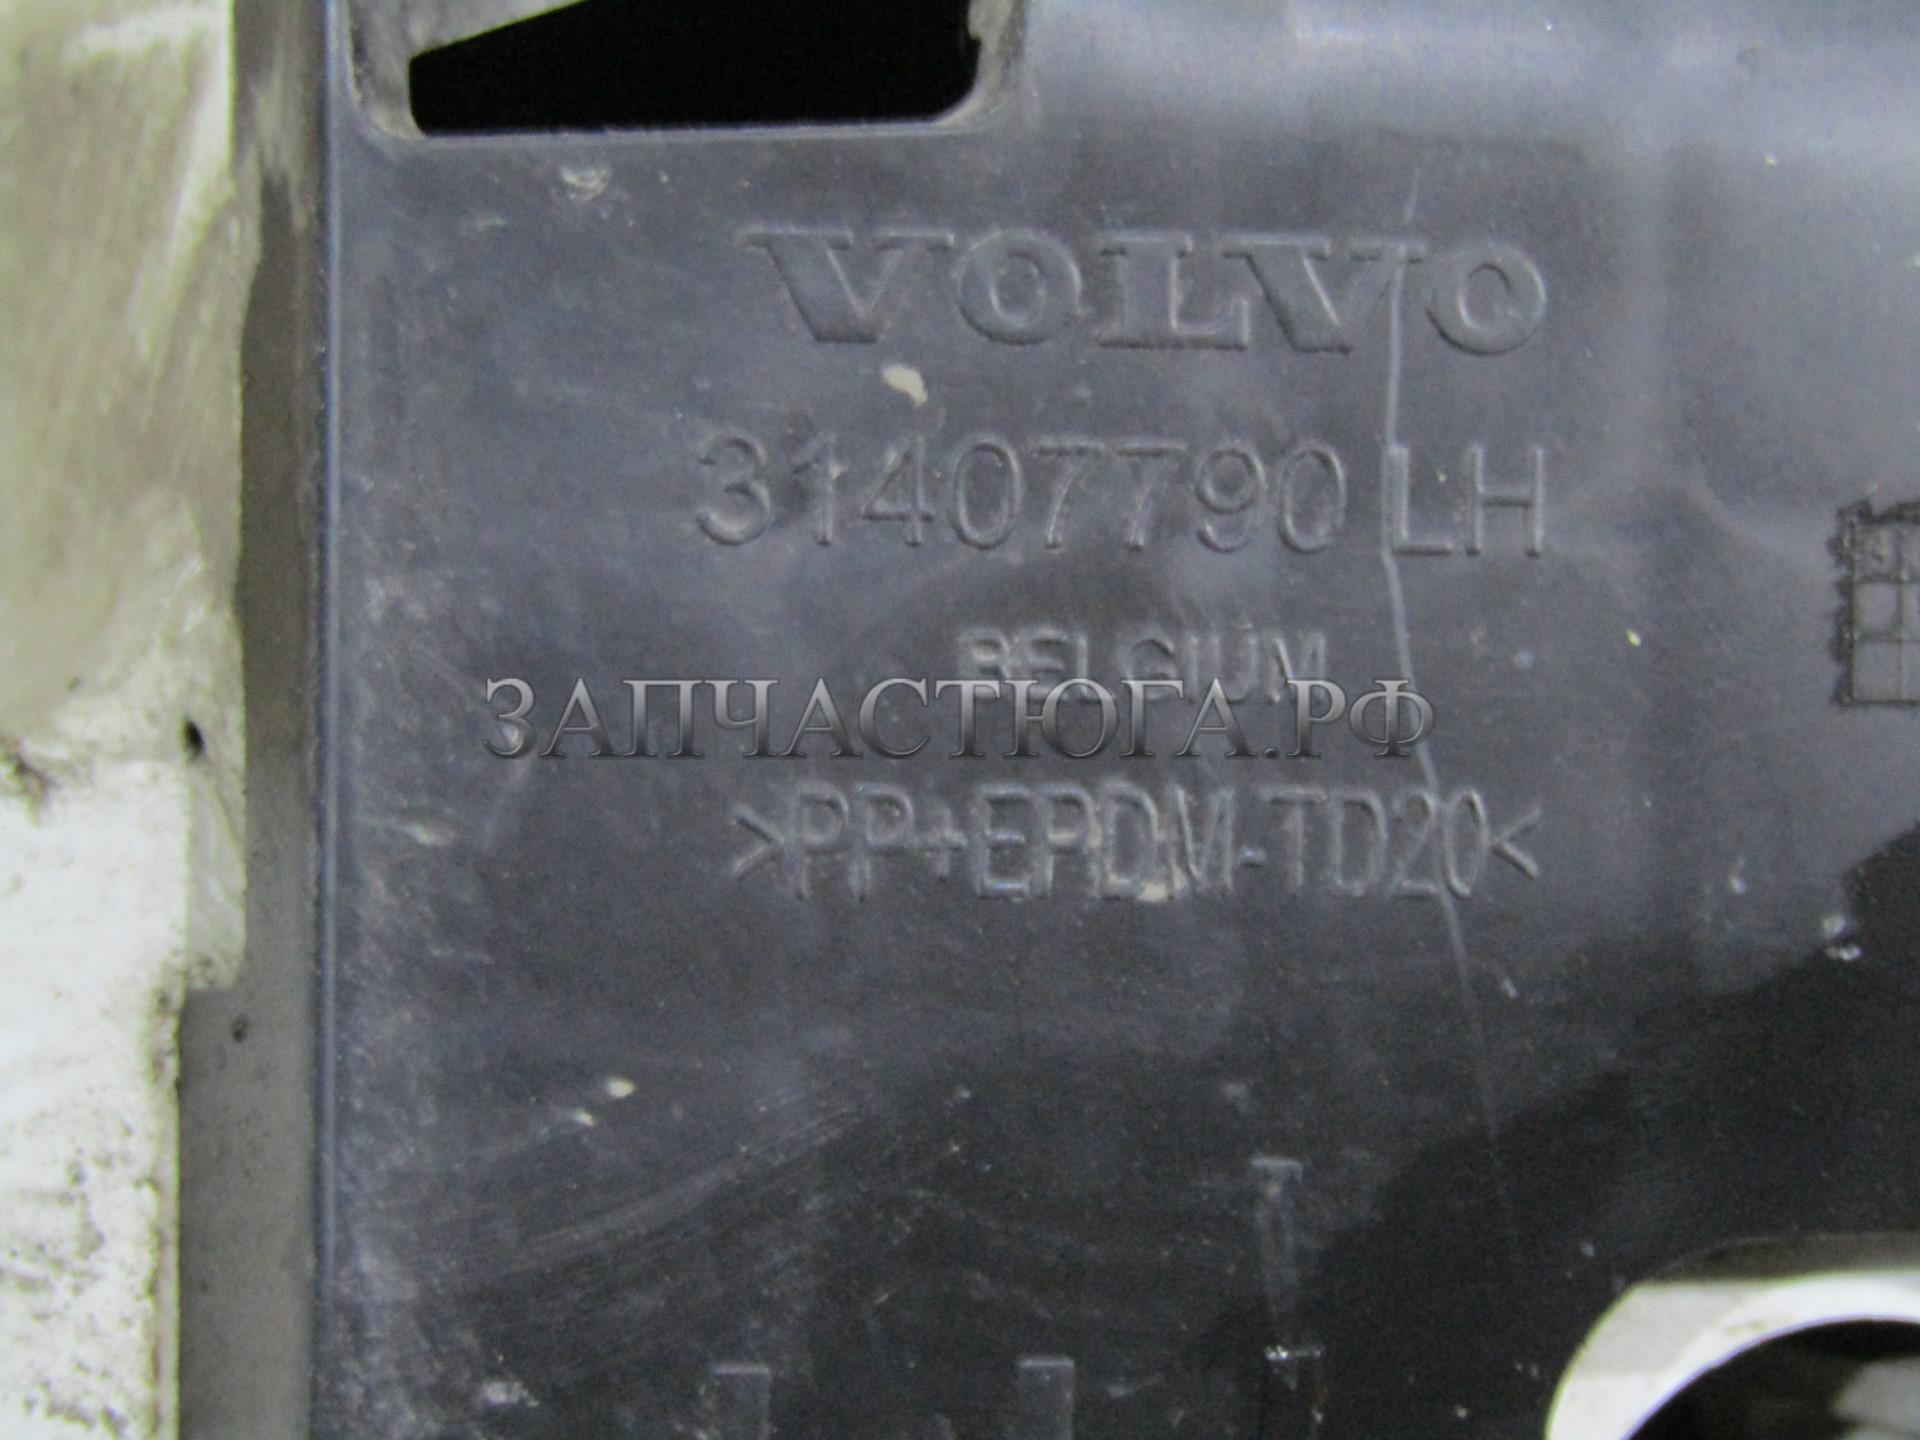 VOLVO
31407790 LH
BELGIUM
ЗАПЧАСТЮГА.РФ
>PP+EPDM-TD20<